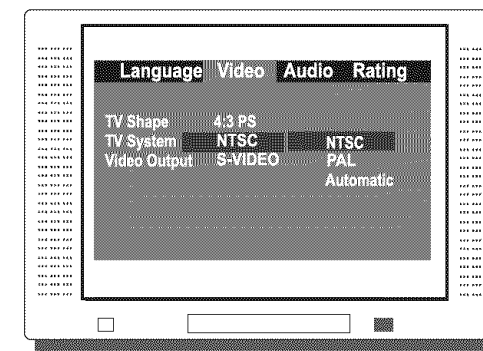 Language Video Audio Rating
TV Shape 4:3 PS
TV System NTSC NTSC
Video Output S-VIDEO PAL
Automatic